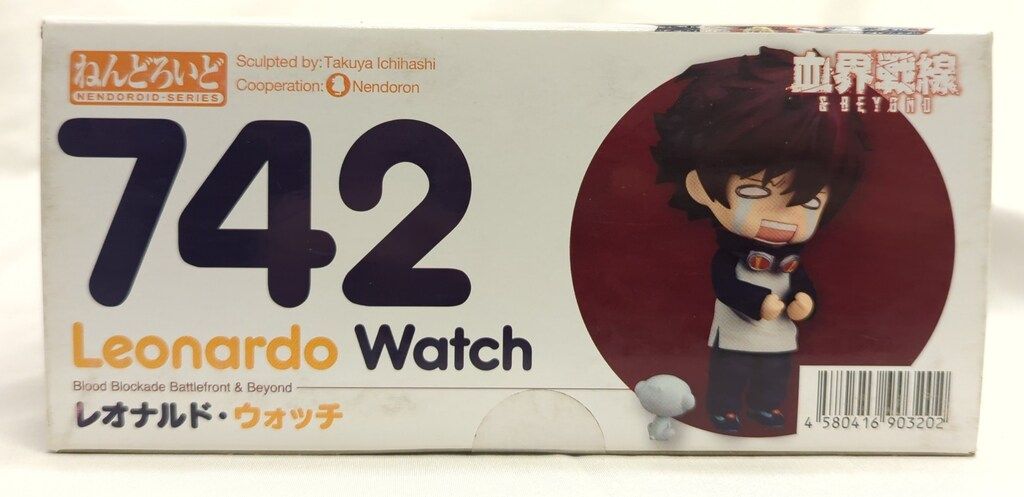 ねんどろいど
NENDOROID-SERIES
Sculpted by:Takuya Ichihashi
Cooperation: Nendoron
血界戦線
& BEYOND
742
Leonardo Watch
Blood Blockade Battlefront & Beyond
レオナルド・ウォッチ
4 580416 903202